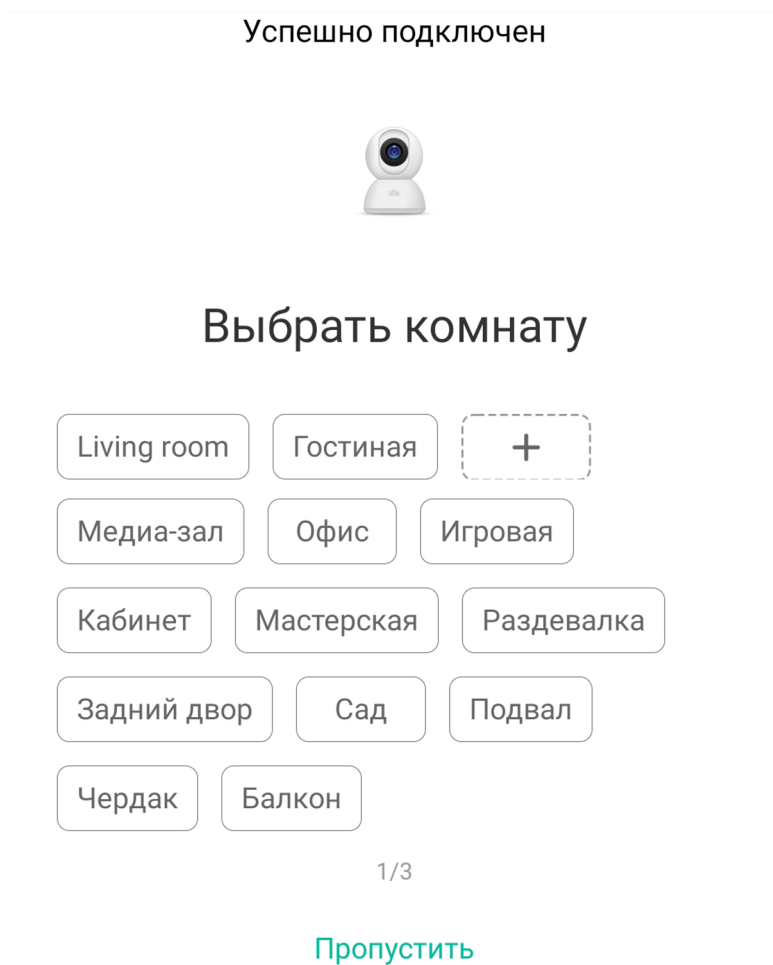 Успешно подключен
Выбрать комнату
Living room Гостиная +
Медиа-зал Офис Игровая
Кабинет Мастерская Раздевалка
Задний двор Сад Подвал
Чердак Балкон
1/3
Пропустить